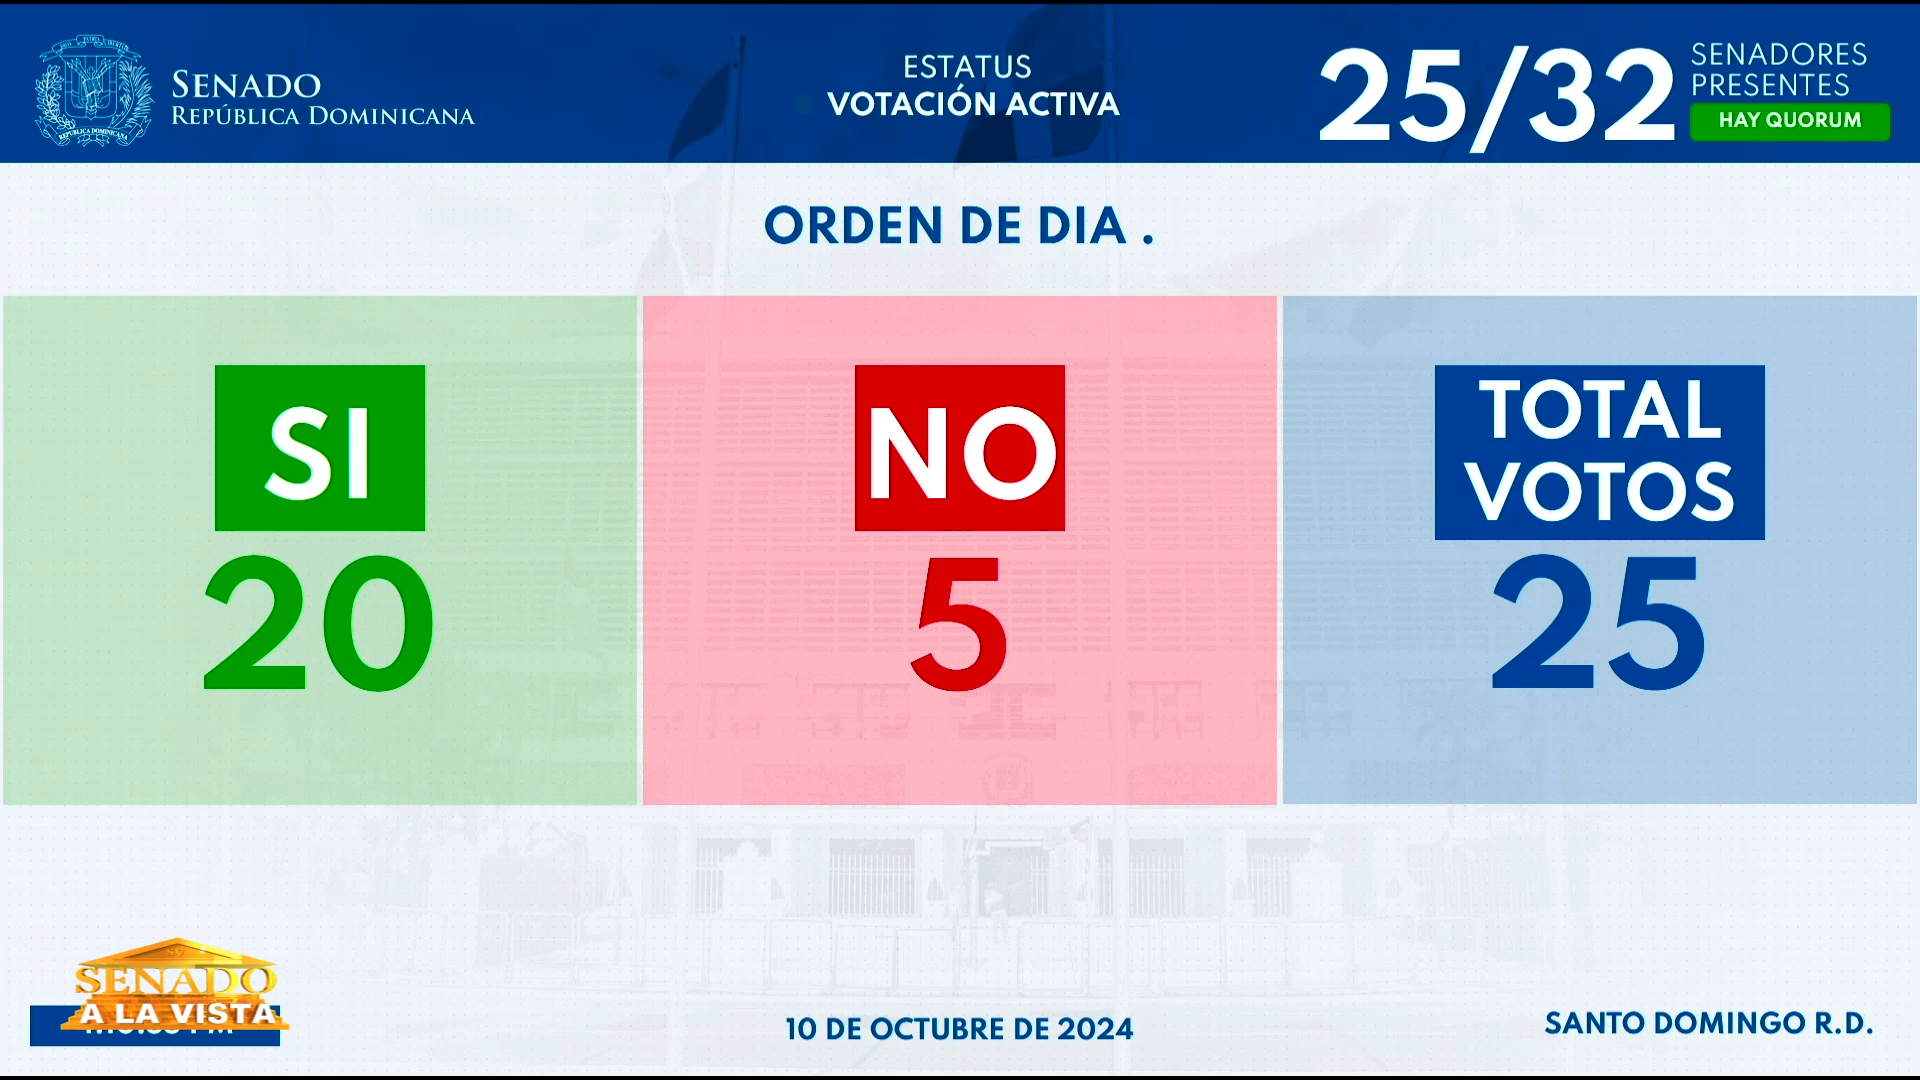 SENADO
REPÚBLICA DOMINICANA
ESTATUS
VOTACIÓN ACTIVA
25/32
SENADORES
PRESENTES
HAY QUORUM
ORDEN DE DIA .
SI
20
NO
5
TOTAL
VOTOS
25
SENADO
A LA VISTA
10 DE OCTUBRE DE 2024
SANTO DOMINGO R.D.